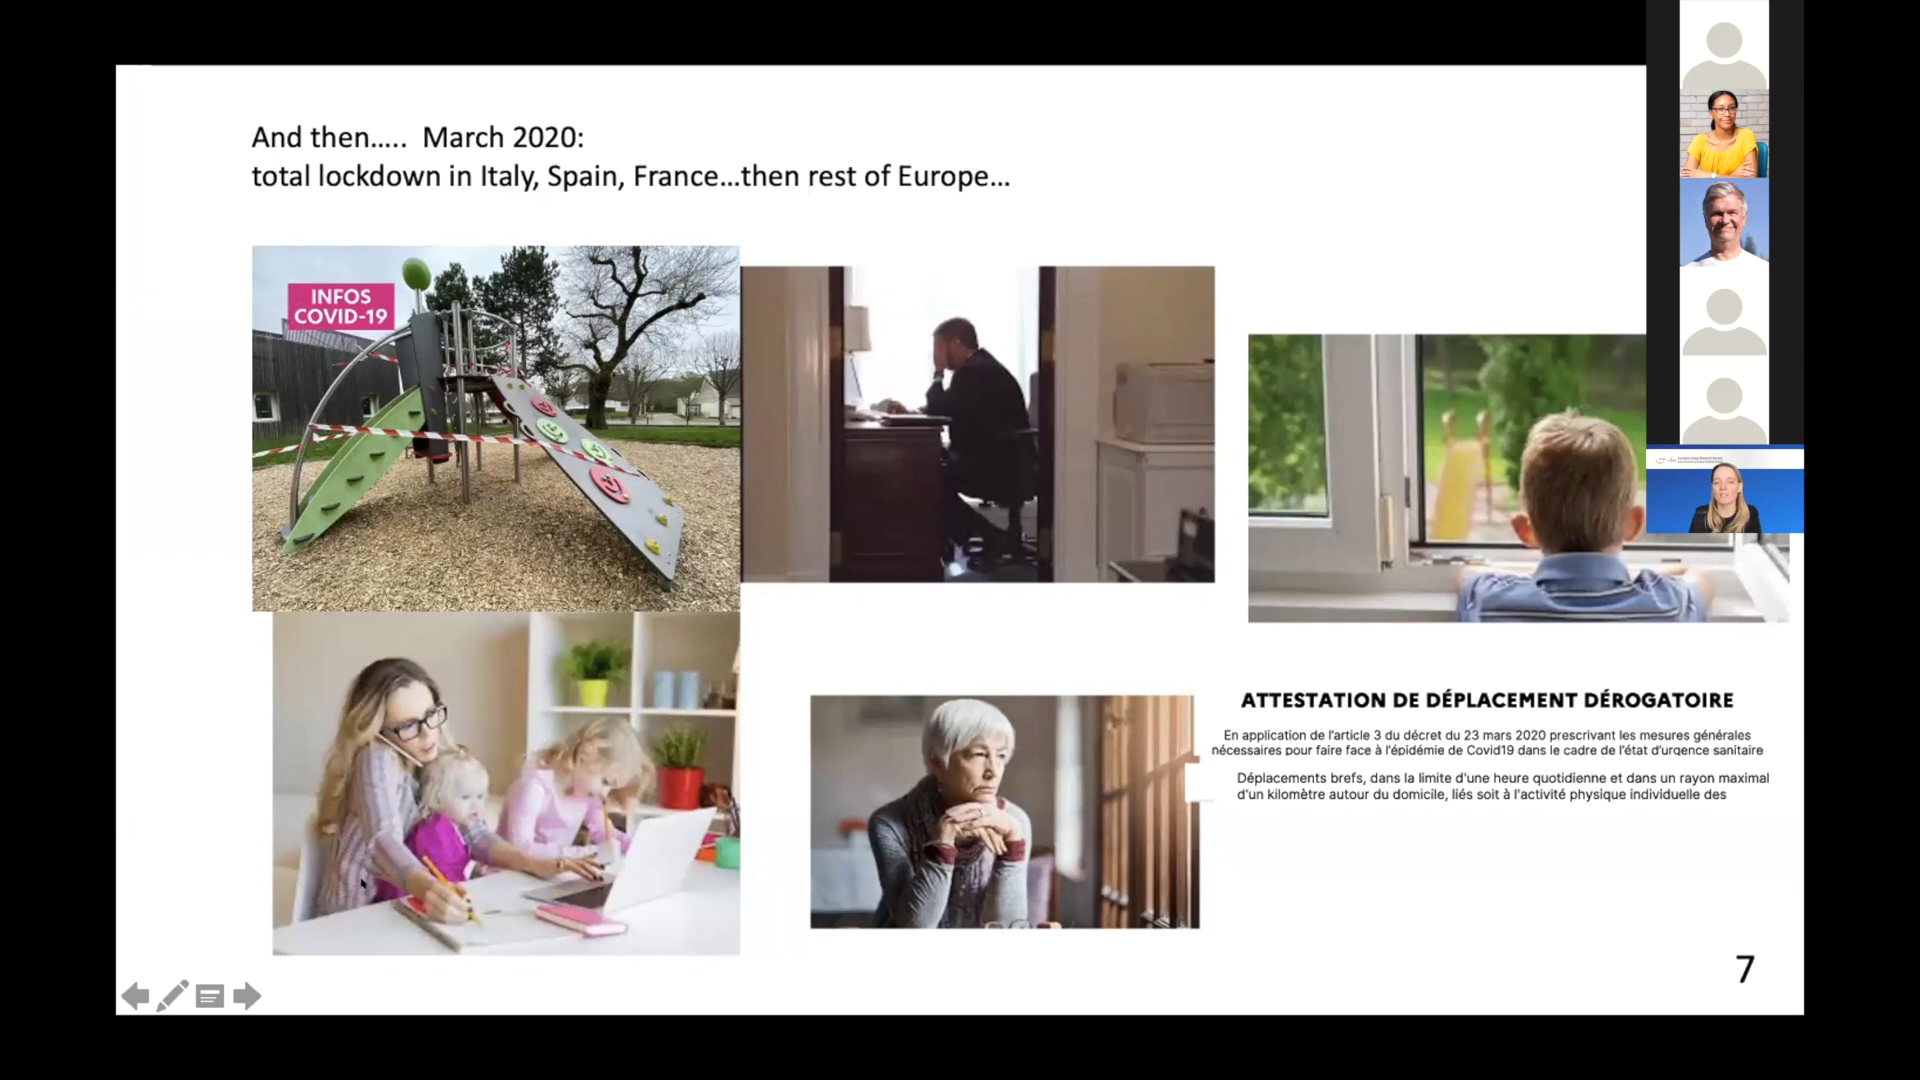 And then..... March 2020:
total lockdown in Italy, Spain, France...then rest of Europe...
INFOS
COVID-19
ATTESTATION DE DÉPLACEMENT DÉROGATOIRE
En application de l'article 3 du décret du 23 mars 2020 prescrivant les mesures générales
nécessaires pour faire face à l'épidémie de Covid19 dans le cadre de l'état d'urgence sanitaire
Déplacements brefs, dans la limite d'une heure quotidienne et dans un rayon maximal
d'un kilomètre autour du domicile, liés soit à l'activité physique individuelle des
7